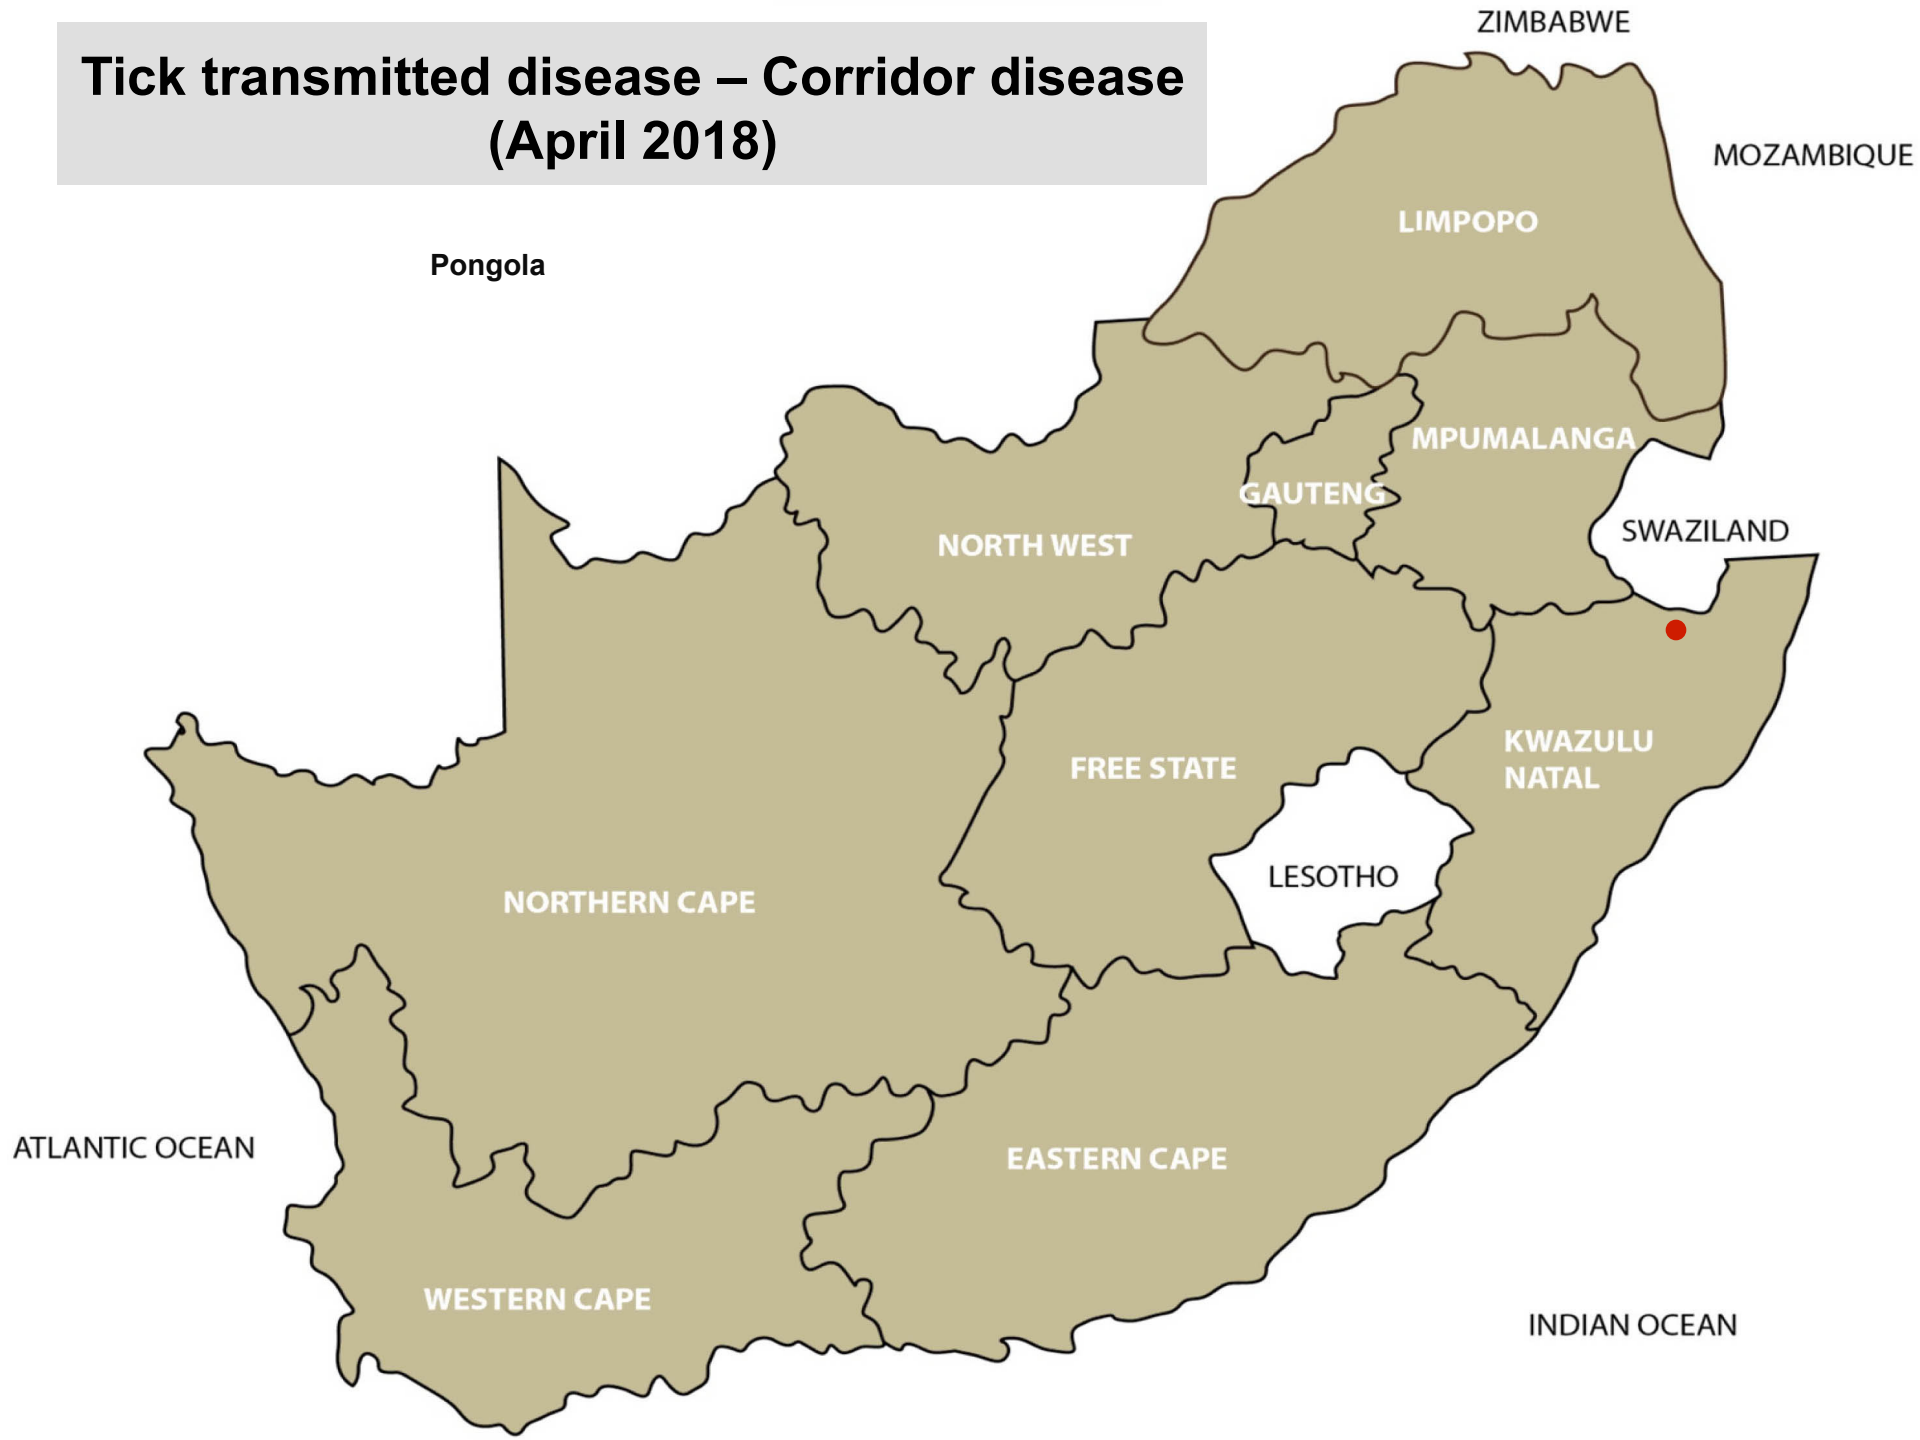 Tick transmitted disease – Corridor disease
(April 2018)
ZIMBABWE
MOZAMBIQUE
LIMPOPO
Pongola
MPUMALANGA
GAUTENG
SWAZILAND
NORTH WEST
KWAZULU
NATAL
FREE STATE
LESOTHO
NORTHERN CAPE
ATLANTIC OCEAN
EASTERN CAPE
WESTERN CAPE
INDIAN OCEAN